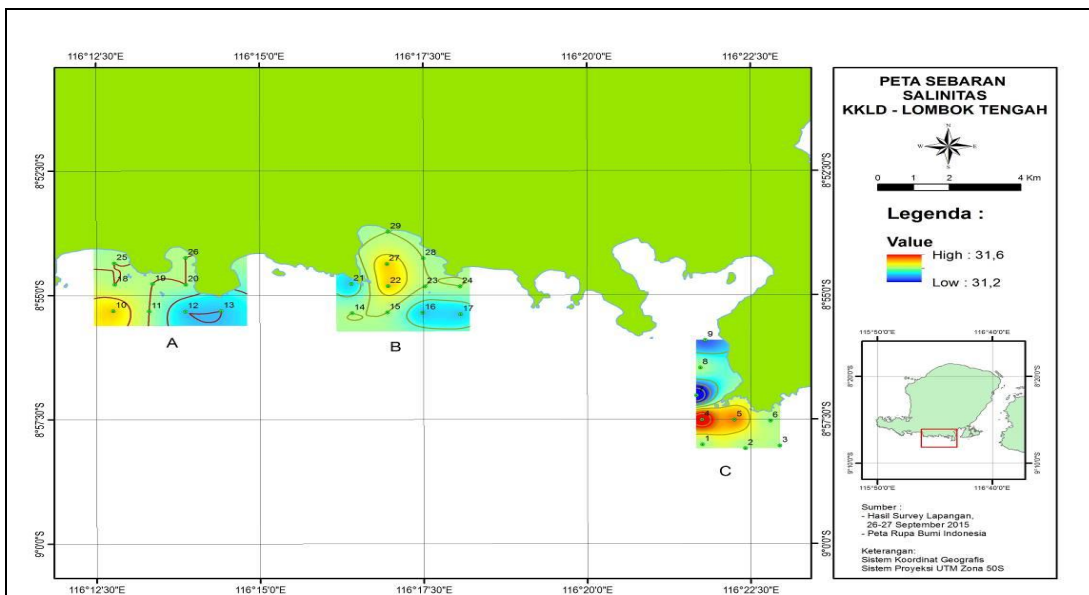 116°12'30"E 116°15'0"E 116°17'30"E 116°20'0"E 116°22'30"E
8°52'30"S 8°52'30"S
8°55'0"S 8°55'0"S
8°57'30"S 8°57'30"S
9°0'0"S 9°0'0"S
116°12'30"E 116°15'0"E 116°17'30"E 116°20'0"E 116°22'30"E
25 26
18 19 20
10 11 12 13
A
29
27 28
21 22 23 24
14 15 16 17
B
9
8
4 5 6
1 2 3
C
PETA SEBARAN
SALINITAS
KKLD - LOMBOK TENGAH
N
W E
S
0 1 2 4 Km
Legenda :
Value
High : 31,6
Low : 31,2
115°50'0"E 116°40'0"E
8°20'0"S 8°20'0"S
9°10'0"S 9°10'0"S
115°50'0"E 116°40'0"E
Sumber :
- Hasil Survey Lapangan,
26-27 September 2015
- Peta Rupa Bumi Indonesia
Keterangan:
Sistem Koordinat Geografis
Sistem Proyeksi UTM Zona 50S